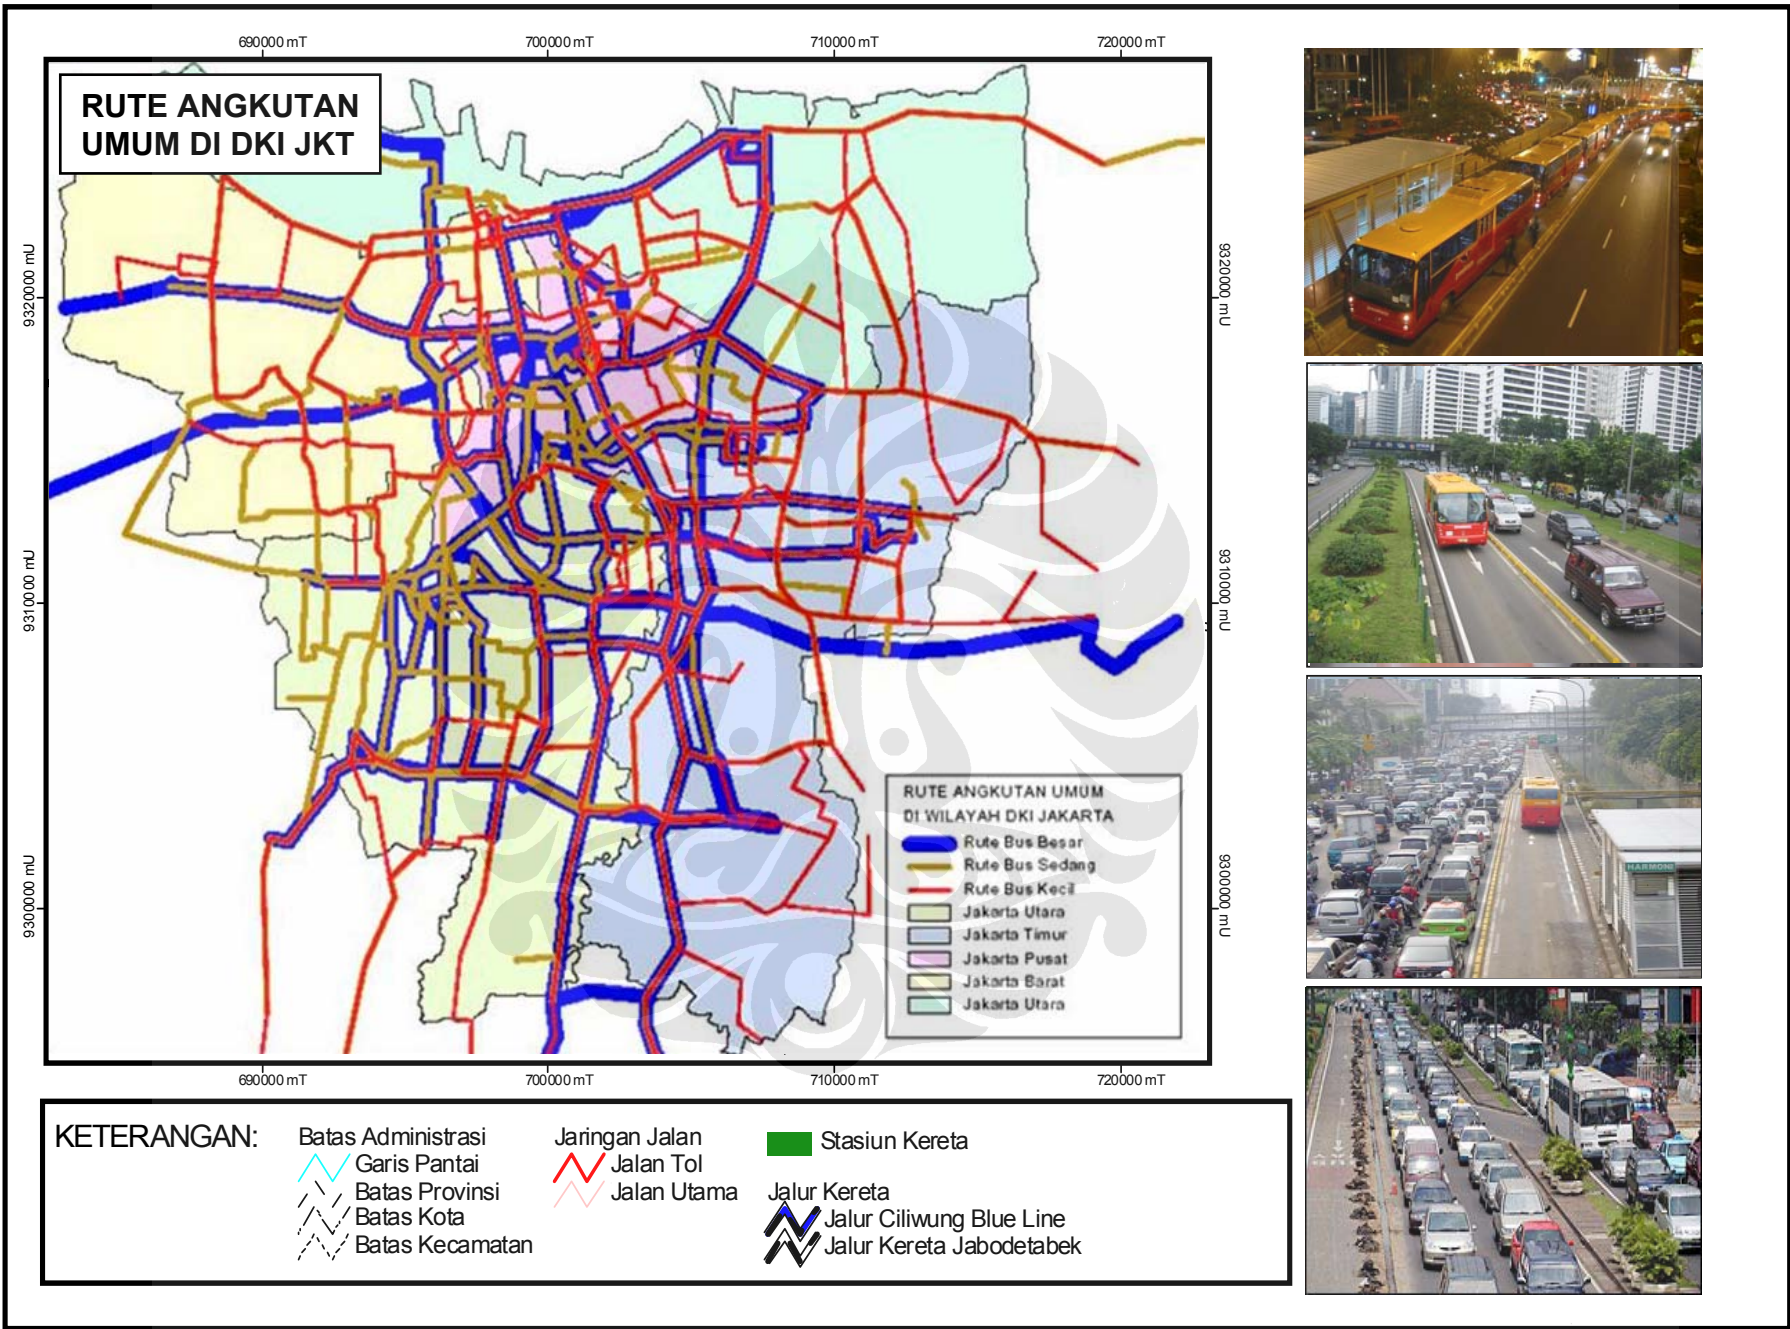 690000 mT
700000 mT
710000 mT
720000 mT
RUTE ANGKUTAN
UMUM DI DKI JKT
9320000 mU
9310000 mU
9300000 mU
9320000 mU
9310000 mU
9300000 mU
RUTE ANGKUTAN UMUM
DI WILAYAH DKI JAKARTA
Rute Bus Besar
Rute Bus Sedang
Rute Bus Kecil
Jakarta Utara
Jakarta Timur
Jakarta Pusat
Jakarta Barat
Jakarta Utara
690000 mT
700000 mT
710000 mT
720000 mT
KETERANGAN:
Batas Administrasi
Garis Pantai
Batas Provinsi
Batas Kota
Batas Kecamatan
Jaringan Jalan
Jalan Tol
Jalan Utama
Stasiun Kereta
Jalur Kereta
Jalur Ciliwung Blue Line
Jalur Kereta Jabodetabek
HARMONI